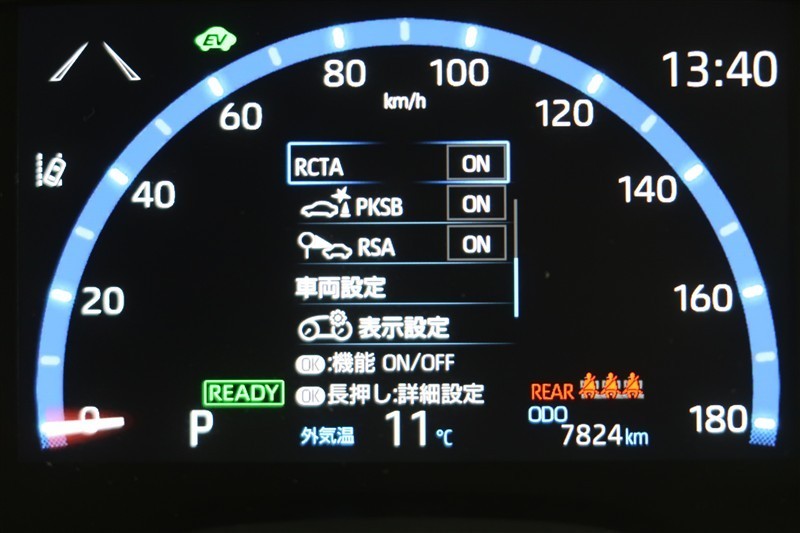 EV
13:40
80
100
km/h
60
120
RCTA ON
40
140
PKSB ON
RSA ON
車両設定
20
160
表示設定
OK:機能 ON/OFF
READY
OK長押し:詳細設定
REAR
0
180
P
外気温 11℃
ODO
7824km